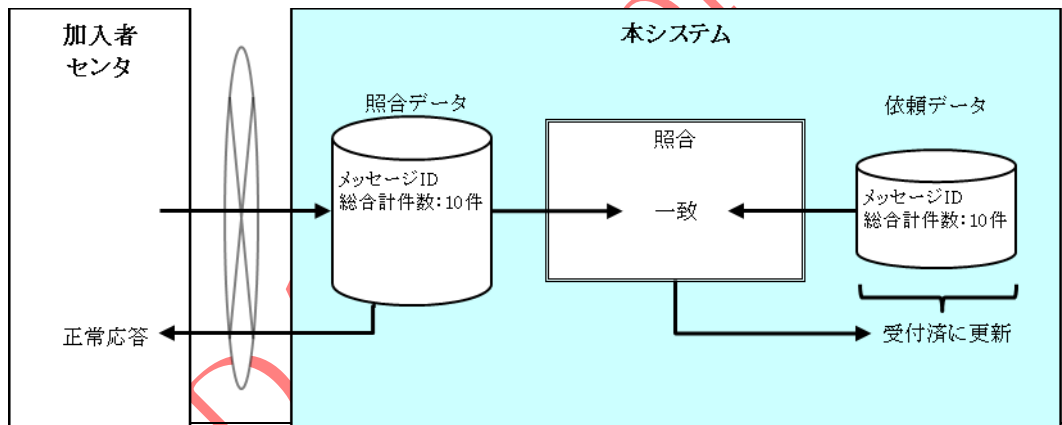 加入者
センタ
本システム
照合データ
依頼データ
照合
メッセージID
総合計件数:10件
一致
メッセージID
総合計件数:10件
正常応答
受付済に更新